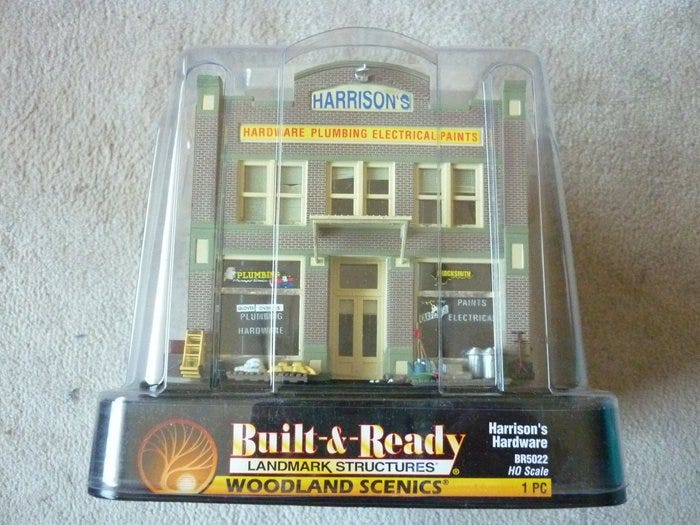 HARRISON'S
HARDWARE PLUMBING ELECTRICAL PAINTS
PLUMBING
LOCKSMITH
PLUMBING
HARDWARE
PAINTS
ELECTRICAL
Built-&-Ready®
LANDMARK STRUCTURES®
WOODLAND SCENICS®
Harrison's
Hardware
BR5022
HO Scale
1 PC